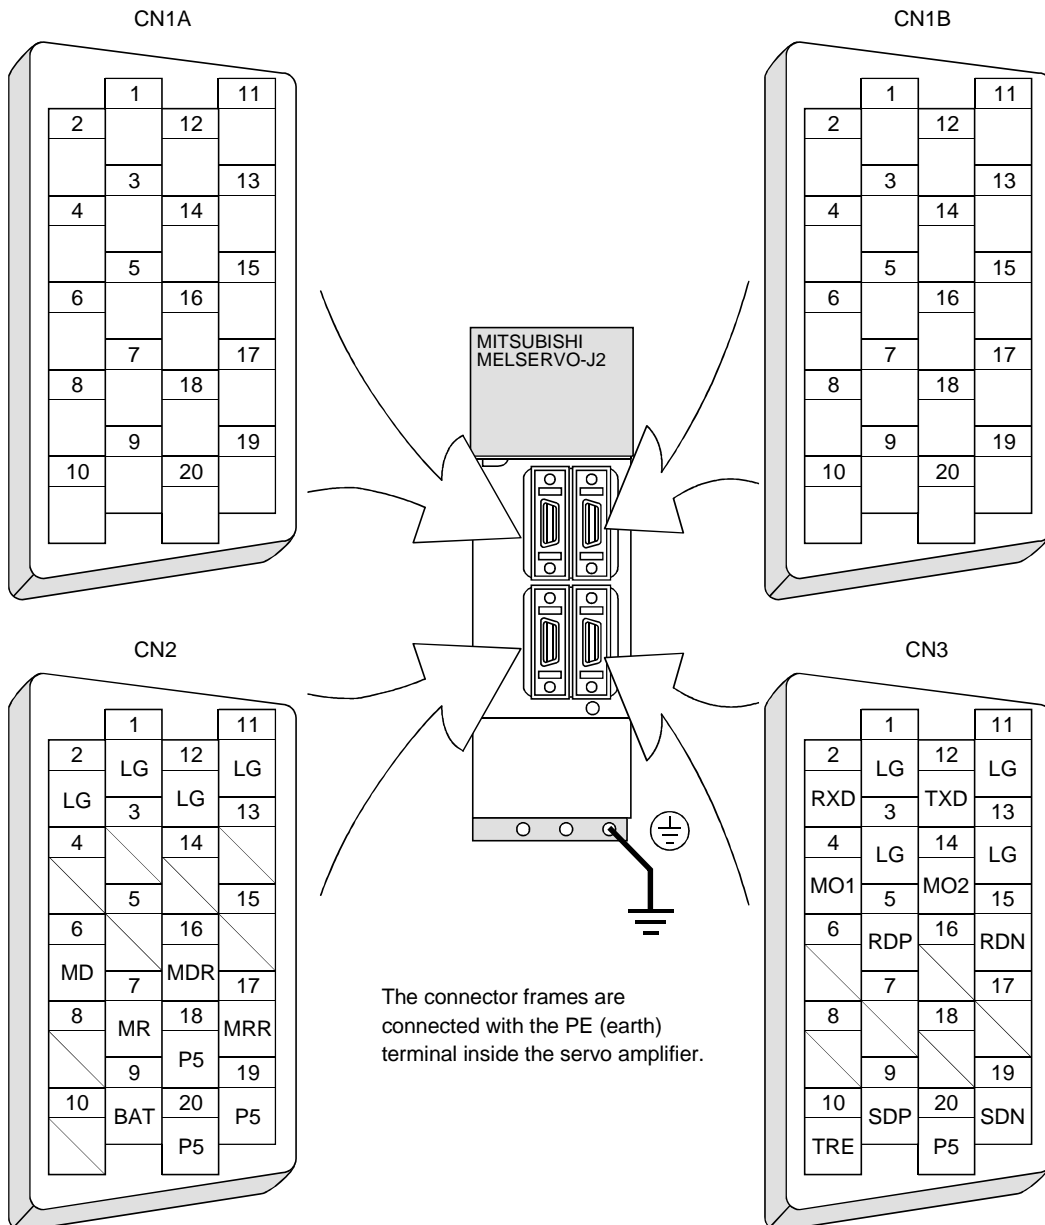 CN1A
CN1B
1 11
2 12
3 13
4 14
5 15
6 16
7 17
8 18
9 19
10 20
1 11
2 12
3 13
4 14
5 15
6 16
7 17
8 18
9 19
10 20
MITSUBISHI
MELSERVO-J2
CN2
CN3
1 11
2 12
LG LG
LG LG
3 13
4 14
5 15
6 16
MD MDR
7 17
8 18
MR MRR
P5
9 19
10 20
BAT P5
P5
1 11
2 12
LG LG
RXD TXD
3 13
4 14
LG LG
MO1 MO2
5 15
6 16
RDP RDN
7 17
8 18
9 19
10 20
SDP SDN
TRE P5
The connector frames are
connected with the PE (earth)
terminal inside the servo amplifier.